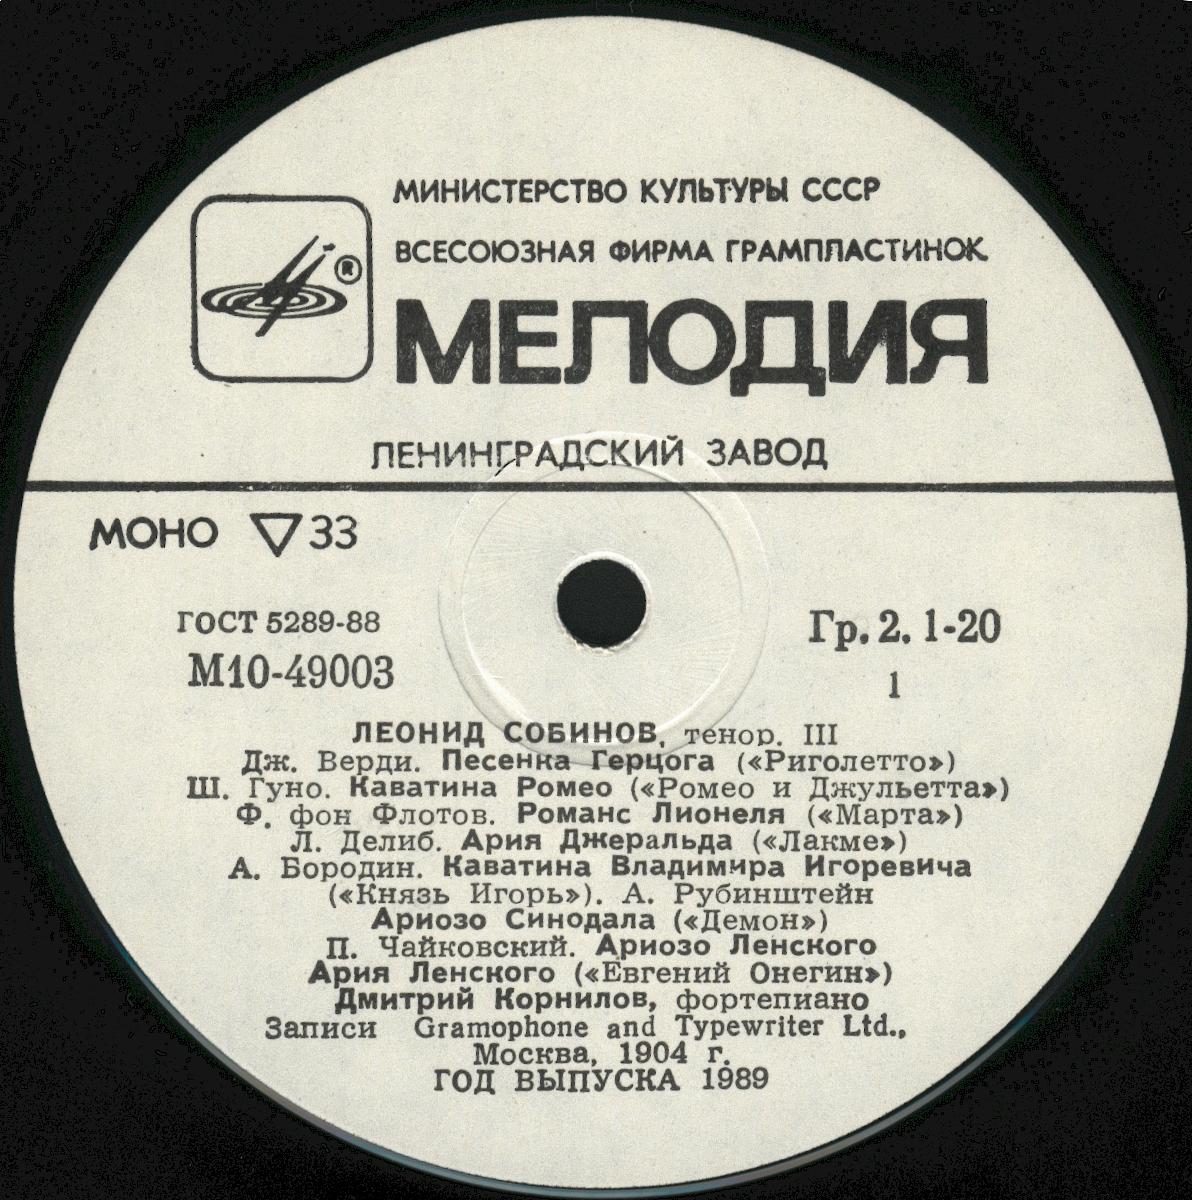 МИНИСТЕРСТВО КУЛЬТУРЫ СССР
ВСЕСОЮЗНАЯ ФИРМА ГРАМПЛАСТИНОК
®
МЕЛОДИЯ
ЛЕНИНГРАДСКИЙ ЗАВОД
МОНО ▽ 33
ГОСТ 5289-88
М10-49003
Гр. 2. 1-20
1
ЛЕОНИД СОБИНОВ, тенор. III
Дж. Верди. Песенка Герцога («Риголетто»)
Ш. Гуно. Каватина Ромео («Ромео и Джульетта»)
Ф. фон Флотов. Романс Лионеля («Марта»)
Л. Делиб. Ария Джеральда («Лакме»)
А. Бородин. Каватина Владимира Игоревича
(«Князь Игорь»). А. Рубинштейн
Ариозо Синодала («Демон»)
П. Чайковский. Ариозо Ленского
Ария Ленского («Евгений Онегин»)
Дмитрий Корнилов, фортепиано
Записи Gramophone and Typewriter Ltd.,
Москва, 1904 г.
ГОД ВЫПУСКА 1989